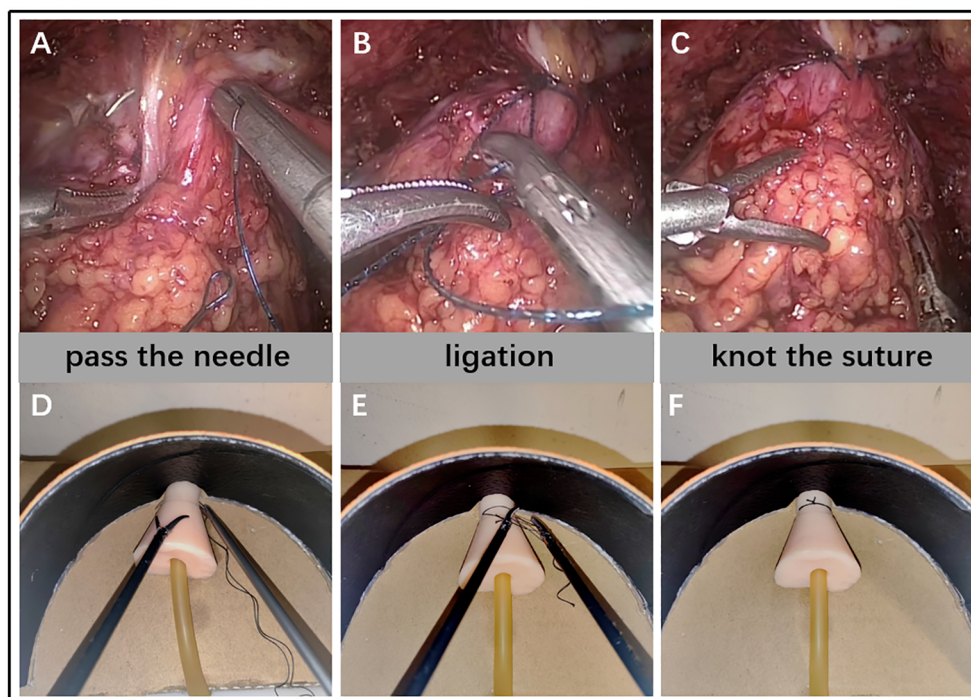 A
B
C
pass the needle
ligation
knot the suture
D
E
F